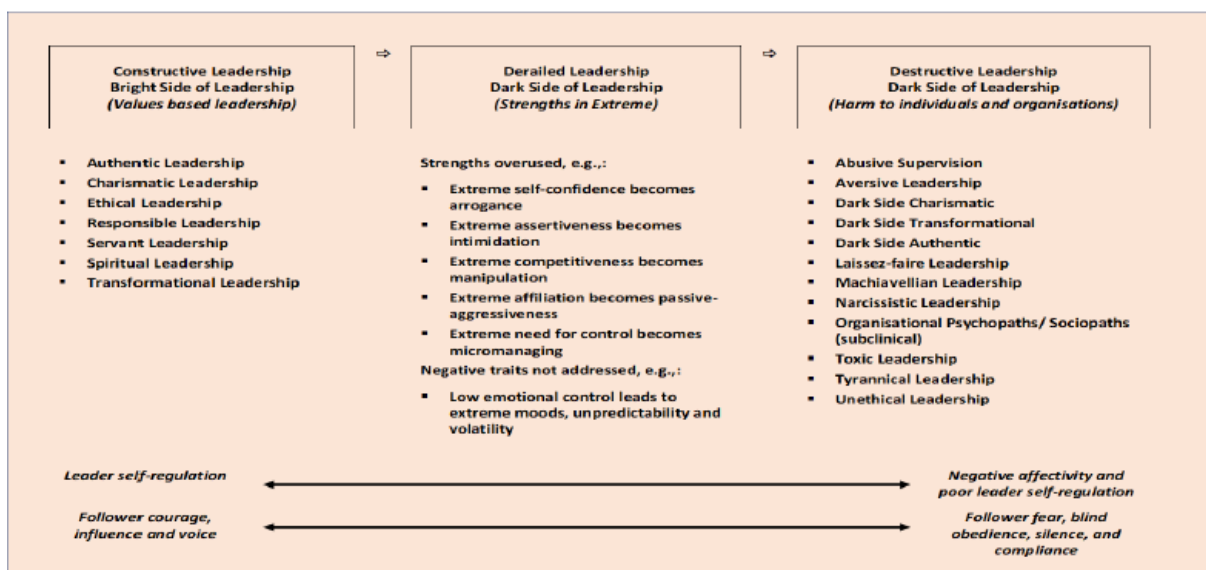 ⇨
⇨
Constructive Leadership
Bright Side of Leadership
(Values based leadership)
Derailed Leadership
Dark Side of Leadership
(Strengths in Extreme)
Destructive Leadership
Dark Side of Leadership
(Harm to individuals and organisations)
▪ Authentic Leadership
▪ Charismatic Leadership
▪ Ethical Leadership
▪ Responsible Leadership
▪ Servant Leadership
▪ Spiritual Leadership
▪ Transformational Leadership
Strengths overused, e.g.,:
▪ Extreme self-confidence becomes
arrogance
▪ Extreme assertiveness becomes
intimidation
▪ Extreme competitiveness becomes
manipulation
▪ Extreme affiliation becomes passive-
aggressiveness
▪ Extreme need for control becomes
micromanaging
Negative traits not addressed, e.g.,:
▪ Low emotional control leads to
extreme moods, unpredictability and
volatility
▪ Abusive Supervision
▪ Aversive Leadership
▪ Dark Side Charismatic
▪ Dark Side Transformational
▪ Dark Side Authentic
▪ Laissez-faire Leadership
▪ Machiavellian Leadership
▪ Narcissistic Leadership
▪ Organisational Psychopaths/ Sociopaths
(subclinical)
▪ Toxic Leadership
▪ Tyrannical Leadership
▪ Unethical Leadership
Leader self-regulation
Negative affectivity and
poor leader self-regulation
Follower courage,
influence and voice
Follower fear, blind
obedience, silence, and
compliance